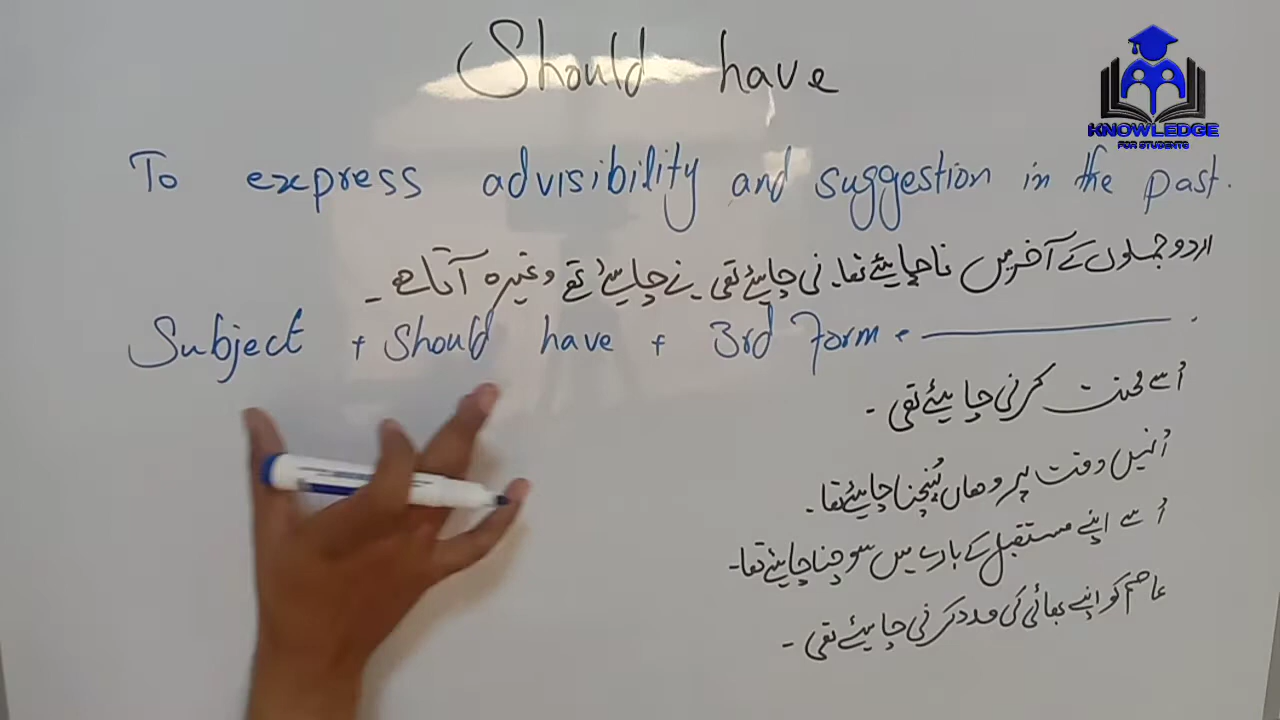 Should have
KNOWLEDGE
FOR STUDENTS
To express advisibility and suggestion in the past.
اردو جملوں کے آخر میں نا چاہیئے تھا۔ نی چاہیئے تھی۔ نے چاہیئے تھے وغیرہ آتا ہے۔
Subject + Should have + 3rd Form + ———.
اُسے محنت کرنی چاہیئے تھی۔
اُنہیں وقت پر وہاں پُہنچنا چاہیئے تھا۔
اُسے اپنے مستقبل کے بارے میں سوچنا چاہیئے تھا۔
عاصم کو اپنے بھائی کی مدد کرنی چاہیئے تھی۔